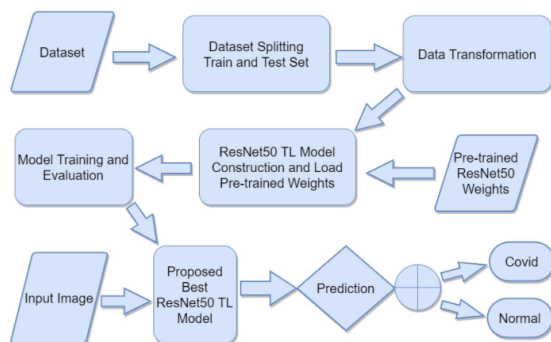 Dataset
Dataset Splitting
Train and Test Set
Data Transformation
Model Training and
Evaluation
ResNet50 TL Model
Construction and Load
Pre-trained Weights
Pre-trained
ResNet50
Weights
Input Image
Proposed
Best
ResNet50 TL
Model
Prediction
Covid
Normal